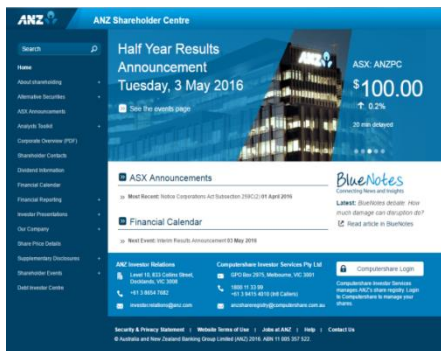 ANZ
ANZ Shareholder Centre
Search
Home
About shareholding
Alternative Securities
ASX Announcements
Analysts Toolkit
Corporate Overview (PDF)
Shareholder Contacts
Dividend Information
Financial Calendar
Financial Reporting
Investor Presentations
Our Company
Share Price Details
Supplementary Disclosures
Shareholder Events
Debt Investor Centre
Half Year Results
Announcement
Tuesday, 3 May 2016
See the events page
ANZ
ASX: ANZPC
$100.00
0.2%
20 min delayed
ASX Announcements
Most Recent: Notice Corporations Act Subsection 259C(2) 01 April 2016
Financial Calendar
Next Event: Interim Results Announcement 03 May 2016
BlueNotes
Connecting News and Insights
Latest: BlueNotes debate: How
much damage can disruption do?
Read article in BlueNotes
ANZ Investor Relations
Level 10, 833 Collins Street,
Docklands, VIC 3008
+61 3 8654 7682
investor.relations@anz.com
Computershare Investor Services Pty Ltd
GPO Box 2975, Melbourne, VIC 3001
1800 11 33 99
+61 3 9415 4010 (Intl Callers)
anzshareregistry@computershare.com.au
Computershare Login
Computershare Investor Services
manages ANZ's share registry. Login
to Computershare to manage your
shares.
Security & Privacy Statement | Website Terms of Use | Jobs at ANZ | Help | Contact Us
© Australia and New Zealand Banking Group Limited (ANZ) 2016. ABN 11 005 357 522.